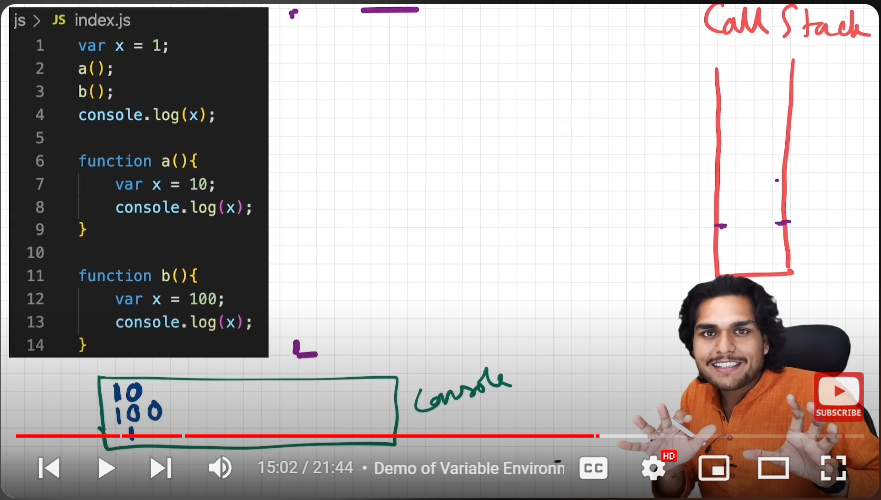 js > JS index.js
1 var x = 1;
2 a();
3 b();
4 console.log(x);
5
6 function a(){
7 var x = 10;
8 console.log(x);
9 }
10
11 function b(){
12 var x = 100;
13 console.log(x);
14 }
Call Stack
10
100
1
Console
SUBSCRIBE
15:02 / 21:44 • Demo of Variable Environn
CC
HD